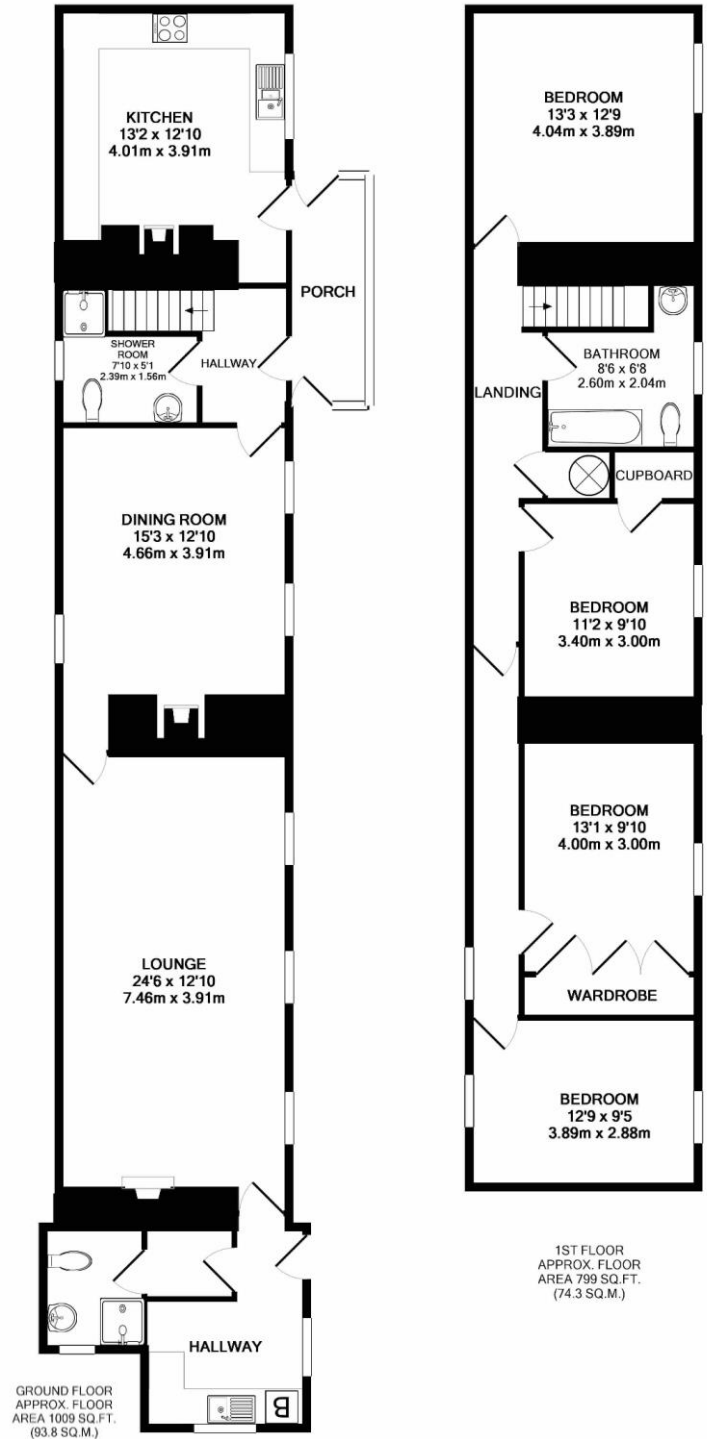 KITCHEN
13'2 x 12'10
4.01m x 3.91m
PORCH
SHOWER
ROOM
7'10 x 5'1
2.39m x 1.56m
HALLWAY
DINING ROOM
15'3 x 12'10
4.66m x 3.91m
LOUNGE
24'6 x 12'10
7.46m x 3.91m
HALLWAY
B
GROUND FLOOR
APPROX. FLOOR
AREA 1009 SQ.FT.
(93.8 SQ.M.)
BEDROOM
13'3 x 12'9
4.04m x 3.89m
BATHROOM
8'6 x 6'8
2.60m x 2.04m
LANDING
CUPBOARD
BEDROOM
11'2 x 9'10
3.40m x 3.00m
BEDROOM
13'1 x 9'10
4.00m x 3.00m
WARDROBE
BEDROOM
12'9 x 9'5
3.89m x 2.88m
1ST FLOOR
APPROX. FLOOR
AREA 799 SQ.FT.
(74.3 SQ.M.)